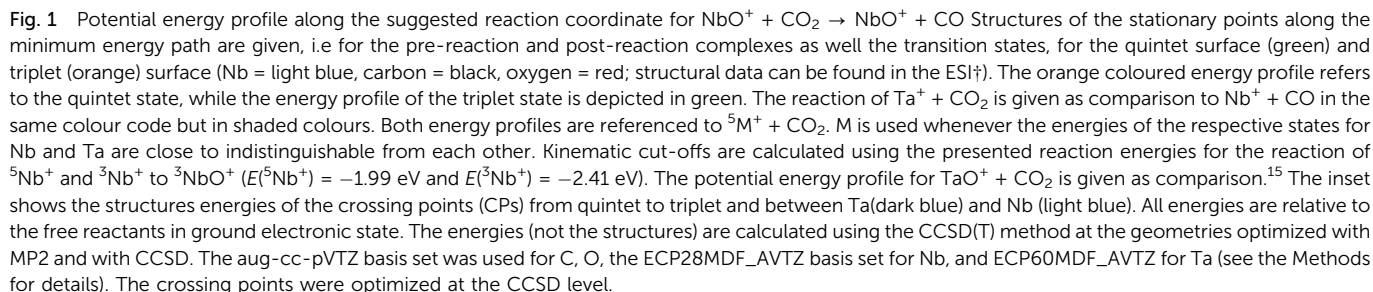 Fig. 1 Potential energy profile along the suggested reaction coordinate for NbO⁺ + CO₂ → NbO⁺ + CO Structures of the stationary points along the
minimum energy path are given, i.e for the pre-reaction and post-reaction complexes as well the transition states, for the quintet surface (green) and
triplet (orange) surface (Nb = light blue, carbon = black, oxygen = red; structural data can be found in the ESI†). The orange coloured energy profile refers
to the quintet state, while the energy profile of the triplet state is depicted in green. The reaction of Ta⁺ + CO₂ is given as comparison to Nb⁺ + CO in the
same colour code but in shaded colours. Both energy profiles are referenced to ⁵M⁺ + CO₂. M is used whenever the energies of the respective states for
Nb and Ta are close to indistinguishable from each other. Kinematic cut-offs are calculated using the presented reaction energies for the reaction of
⁵Nb⁺ and ³Nb⁺ to ³NbO⁺ (E(⁵Nb⁺) = −1.99 eV and E(³Nb⁺) = −2.41 eV). The potential energy profile for TaO⁺ + CO₂ is given as comparison.¹⁵ The inset
shows the structures energies of the crossing points (CPs) from quintet to triplet and between Ta(dark blue) and Nb (light blue). All energies are relative to
the free reactants in ground electronic state. The energies (not the structures) are calculated using the CCSD(T) method at the geometries optimized with
MP2 and with CCSD. The aug-cc-pVTZ basis set was used for C, O, the ECP28MDF_AVTZ basis set for Nb, and ECP60MDF_AVTZ for Ta (see the Methods
for details). The crossing points were optimized at the CCSD level.